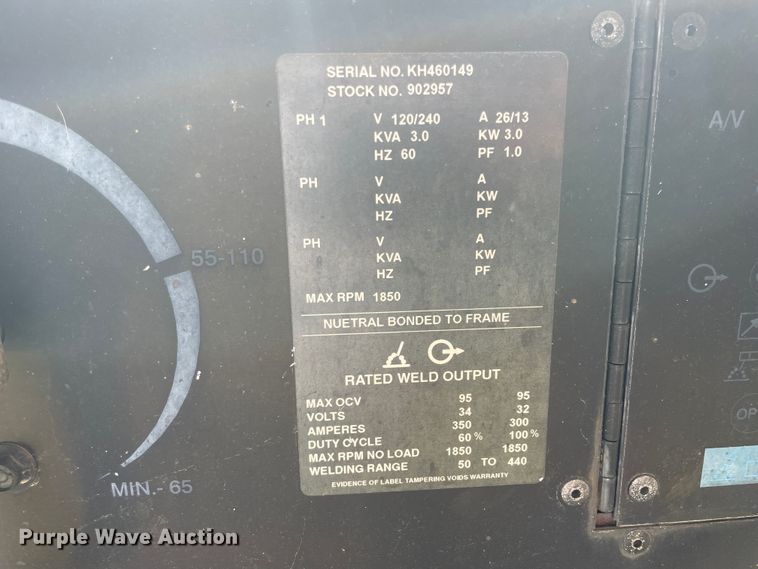 SERIAL NO. KH460149
STOCK NO. 902957
PH 1 V 120/240 A 26/13
KVA 3.0 KW 3.0
HZ 60 PF 1.0
PH V A
KVA KW
HZ PF
PH V A
KVA KW
HZ PF
MAX RPM 1850
NUETRAL BONDED TO FRAME
RATED WELD OUTPUT
MAX OCV 95 95
VOLTS 34 32
AMPERES 350 300
DUTY CYCLE 60% 100%
MAX RPM NO LOAD 1850 1850
WELDING RANGE 50 TO 440
EVIDENCE OF LABEL TAMPERING VOIDS WARRANTY
55-110
MIN.- 65
A/V
OP
Purple Wave Auction